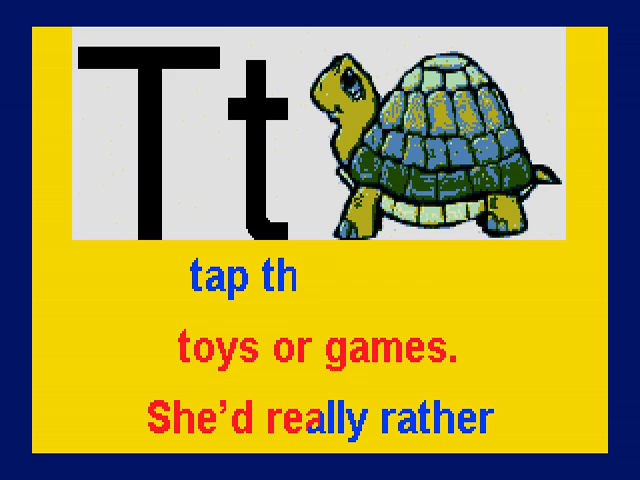 Tt
tap th
toys or games.
She'd really rather